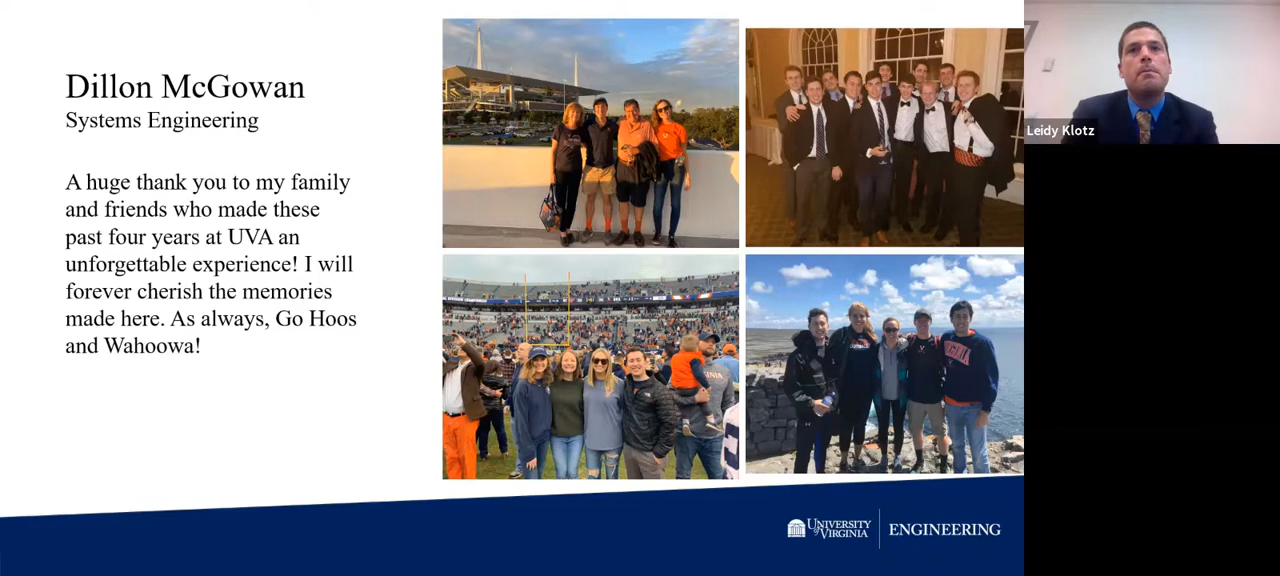 Dillon McGowan
Systems Engineering
A huge thank you to my family
and friends who made these
past four years at UVA an
unforgettable experience! I will
forever cherish the memories
made here. As always, Go Hoos
and Wahoowa!
Leidy Klotz
UNIVERSITY
of VIRGINIA
ENGINEERING